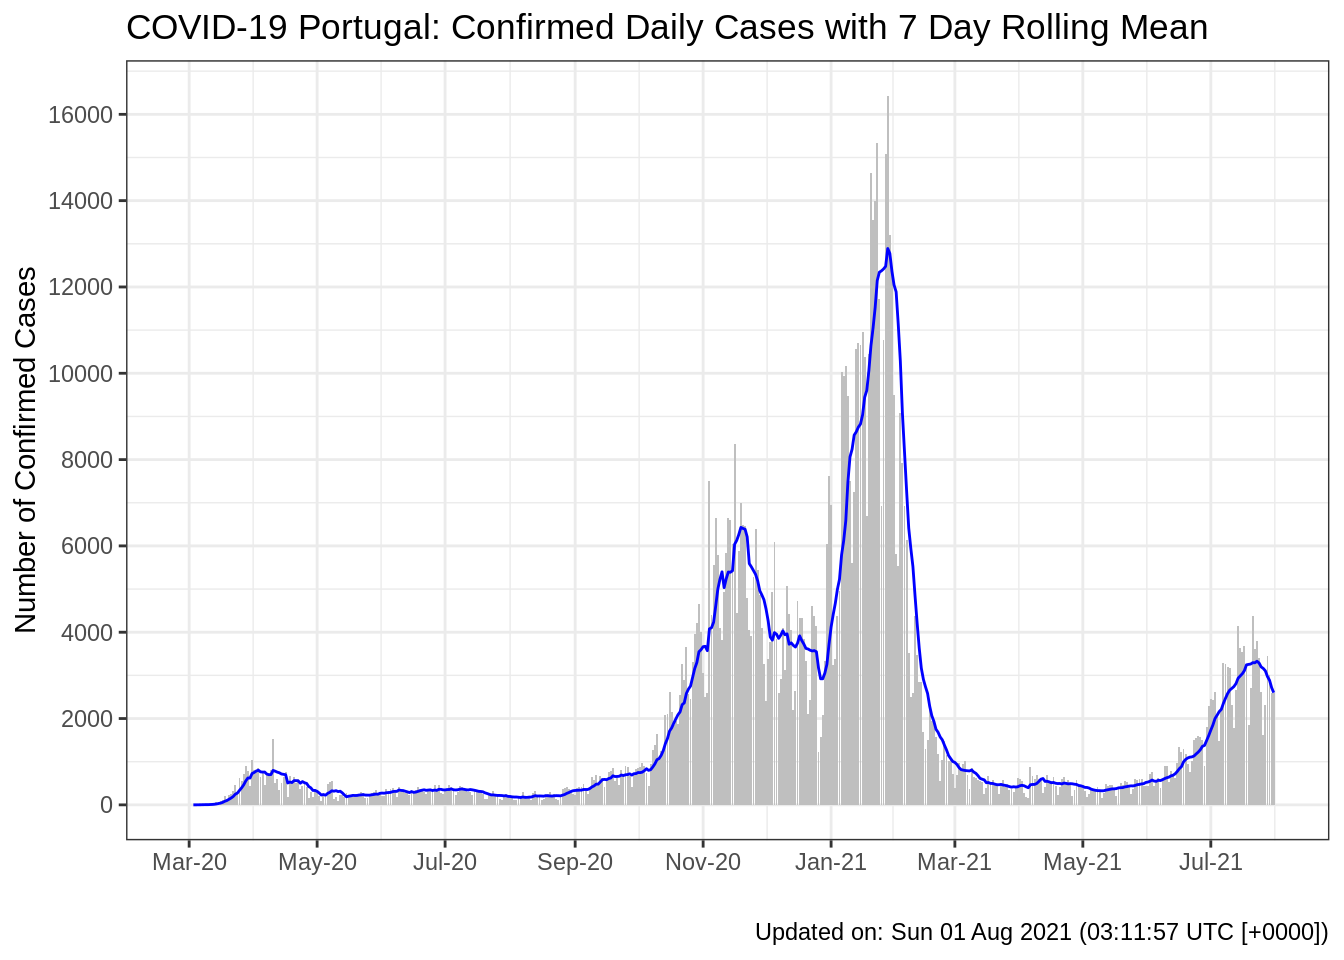 COVID-19 Portugal: Confirmed Daily Cases with 7 Day Rolling Mean
Number of Confirmed Cases
16000
14000
12000
10000
8000
6000
4000
2000
0
Mar-20 May-20 Jul-20 Sep-20 Nov-20 Jan-21 Mar-21 May-21 Jul-21
Updated on: Sun 01 Aug 2021 (03:11:57 UTC [+0000])